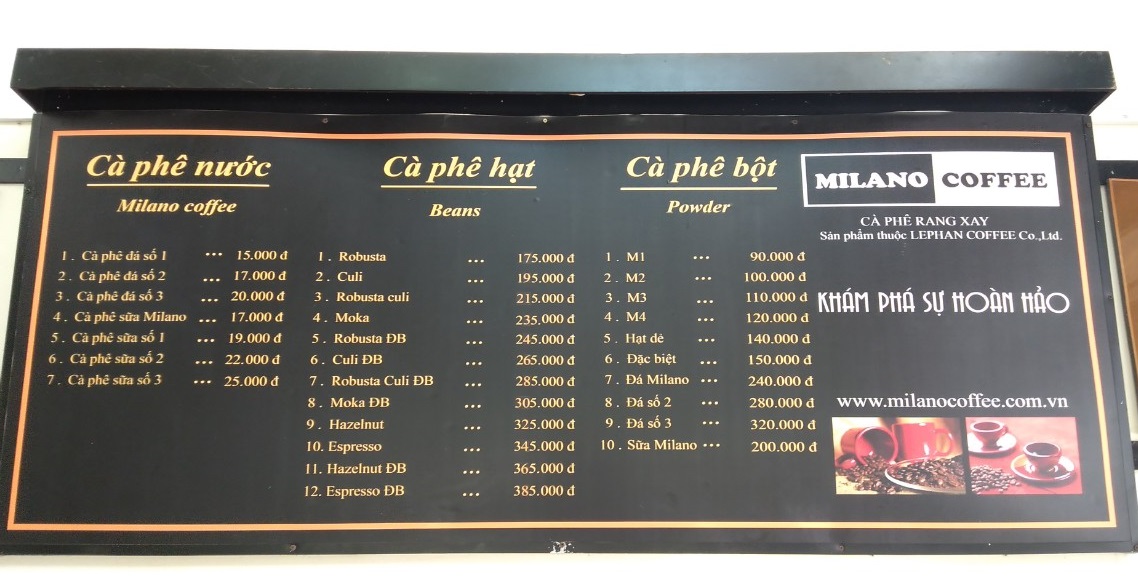 Cà phê nước
Milano coffee
1 . Cà phê đá số 1 ... 15.000 đ
2 . Cà phê đá số 2 ... 17.000 đ
3 . Cà phê đá số 3 ... 20.000 đ
4 . Cà phê sữa Milano ... 17.000 đ
5 . Cà phê sữa số 1 ... 19.000 đ
6 . Cà phê sữa số 2 ... 22.000 đ
7 . Cà phê sữa số 3 ... 25.000 đ
Cà phê hạt
Beans
1 . Robusta ... 175.000 đ
2 . Culi ... 195.000 đ
3 . Robusta culi ... 215.000 đ
4 . Moka ... 235.000 đ
5 . Robusta ĐB ... 245.000 đ
6 . Culi ĐB ... 265.000 đ
7 . Robusta Culi ĐB ... 285.000 đ
8 . Moka ĐB ... 305.000 đ
9 . Hazelnut ... 325.000 đ
10. Espresso ... 345.000 đ
11. Hazelnut ĐB ... 365.000 đ
12. Espresso ĐB ... 385.000 đ
Cà phê bột
Powder
1 . M1 ... 90.000 đ
2 . M2 ... 100.000 đ
3 . M3 ... 110.000 đ
4 . M4 ... 120.000 đ
5 . Hạt dẻ ... 140.000 đ
6 . Đặc biệt ... 150.000 đ
7 . Đá Milano ... 240.000 đ
8 . Đá số 2 ... 280.000 đ
9 . Đá số 3 ... 320.000 đ
10 . Sữa Milano ... 200.000 đ
MILANO COFFEE
CÀ PHÊ RANG XAY
Sản phẩm thuộc LEPHAN COFFEE Co.,Ltd.
KHÁM PHÁ SỰ HOÀN HẢO
www.milanocoffee.com.vn